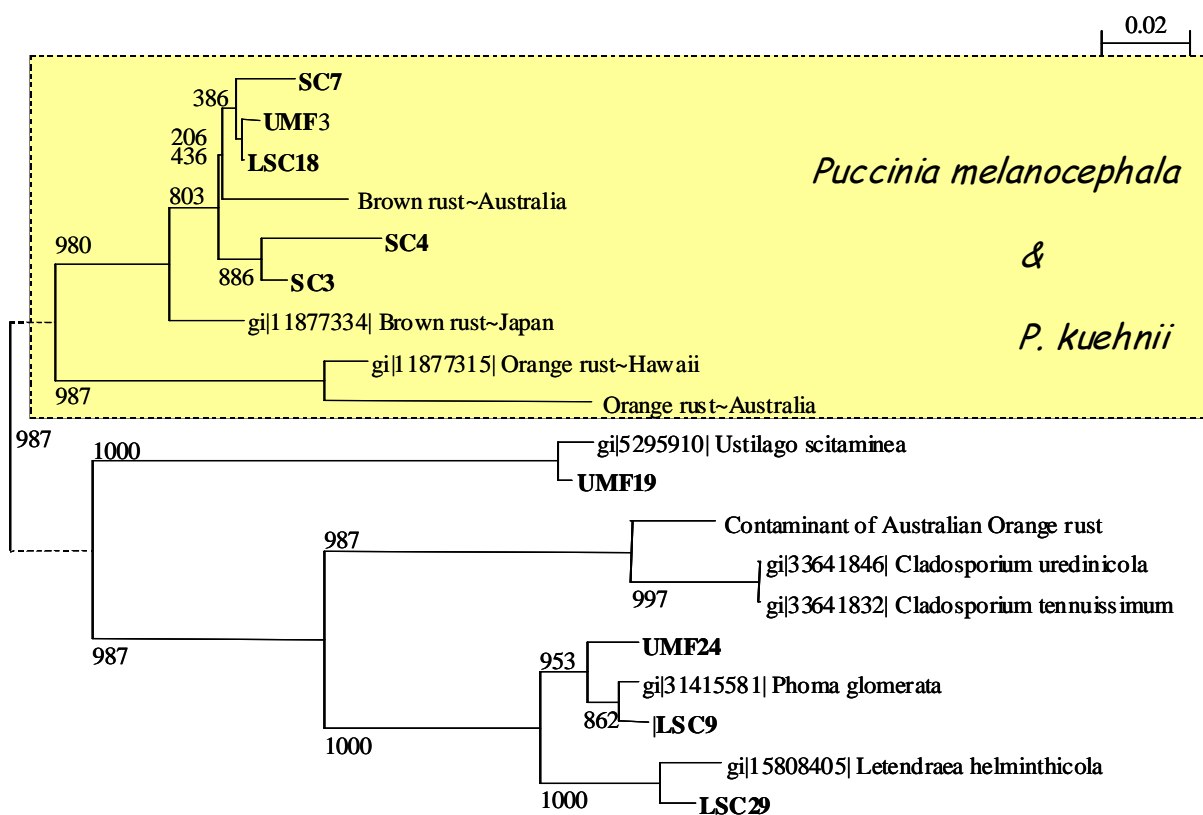 0.02
SC7
386
UMF3
206
436
LSC18
Puccinia melanocephala
803
Brown rust~Australia
980
SC4
&
886
SC3
gi|11877334| Brown rust~Japan
P. kuehnii
gi|11877315| Orange rust~Hawaii
987
Orange rust~Australia
987
1000
gi|5295910| Ustilago scitaminea
UMF19
987
Contaminant of Australian Orange rust
gi|33641846| Cladosporium uredinicola
997
gi|33641832| Cladosporium tennuissimum
987
UMF24
953
gi|31415581| Phoma glomerata
862
|LSC9
1000
gi|15808405| Letendraea helminthicola
1000
LSC29